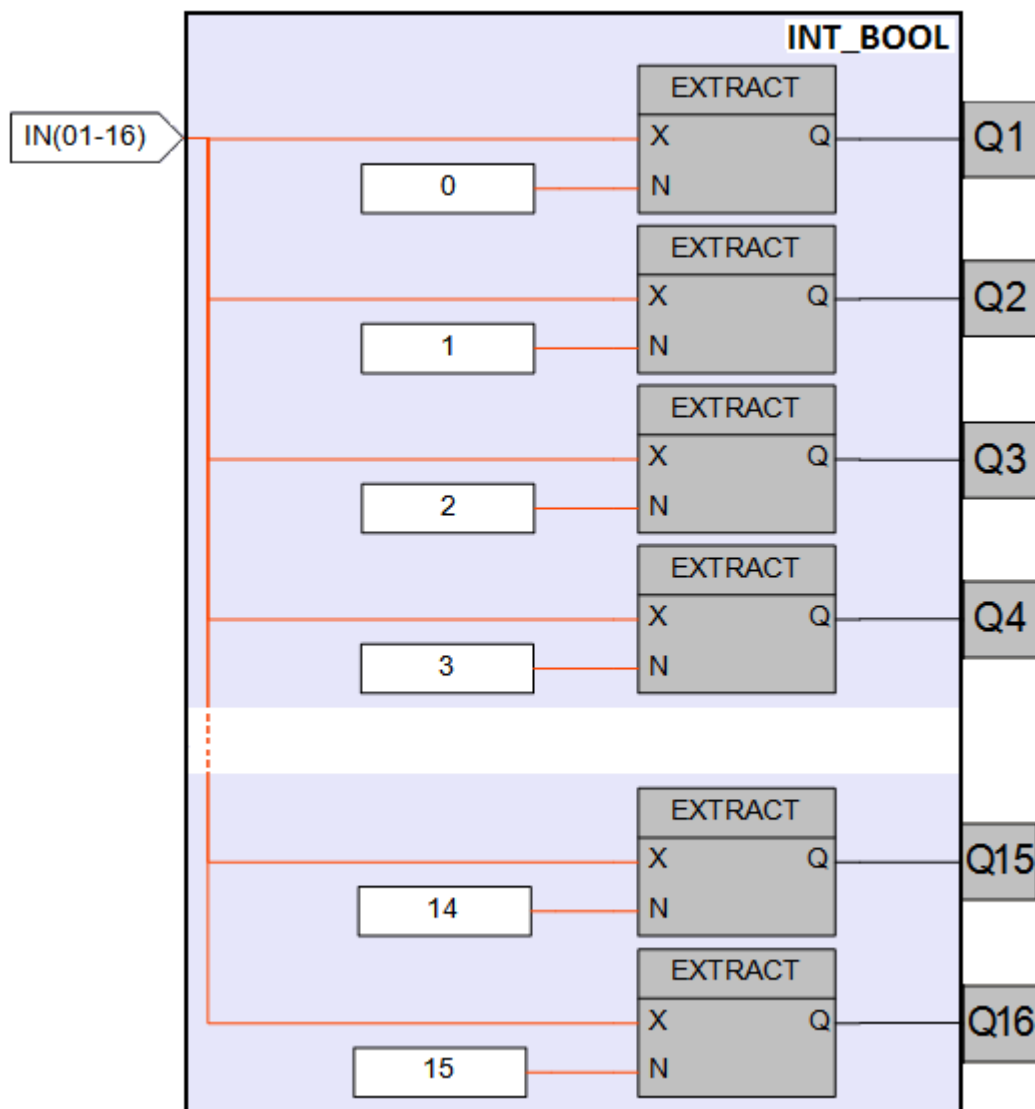 INT_BOOL
EXTRACT
IN(01-16)
X Q
Q1
0
N
EXTRACT
X Q
Q2
1
N
EXTRACT
X Q
Q3
2
N
EXTRACT
X Q
Q4
3
N
EXTRACT
X Q
Q15
14
N
EXTRACT
X Q
Q16
15
N